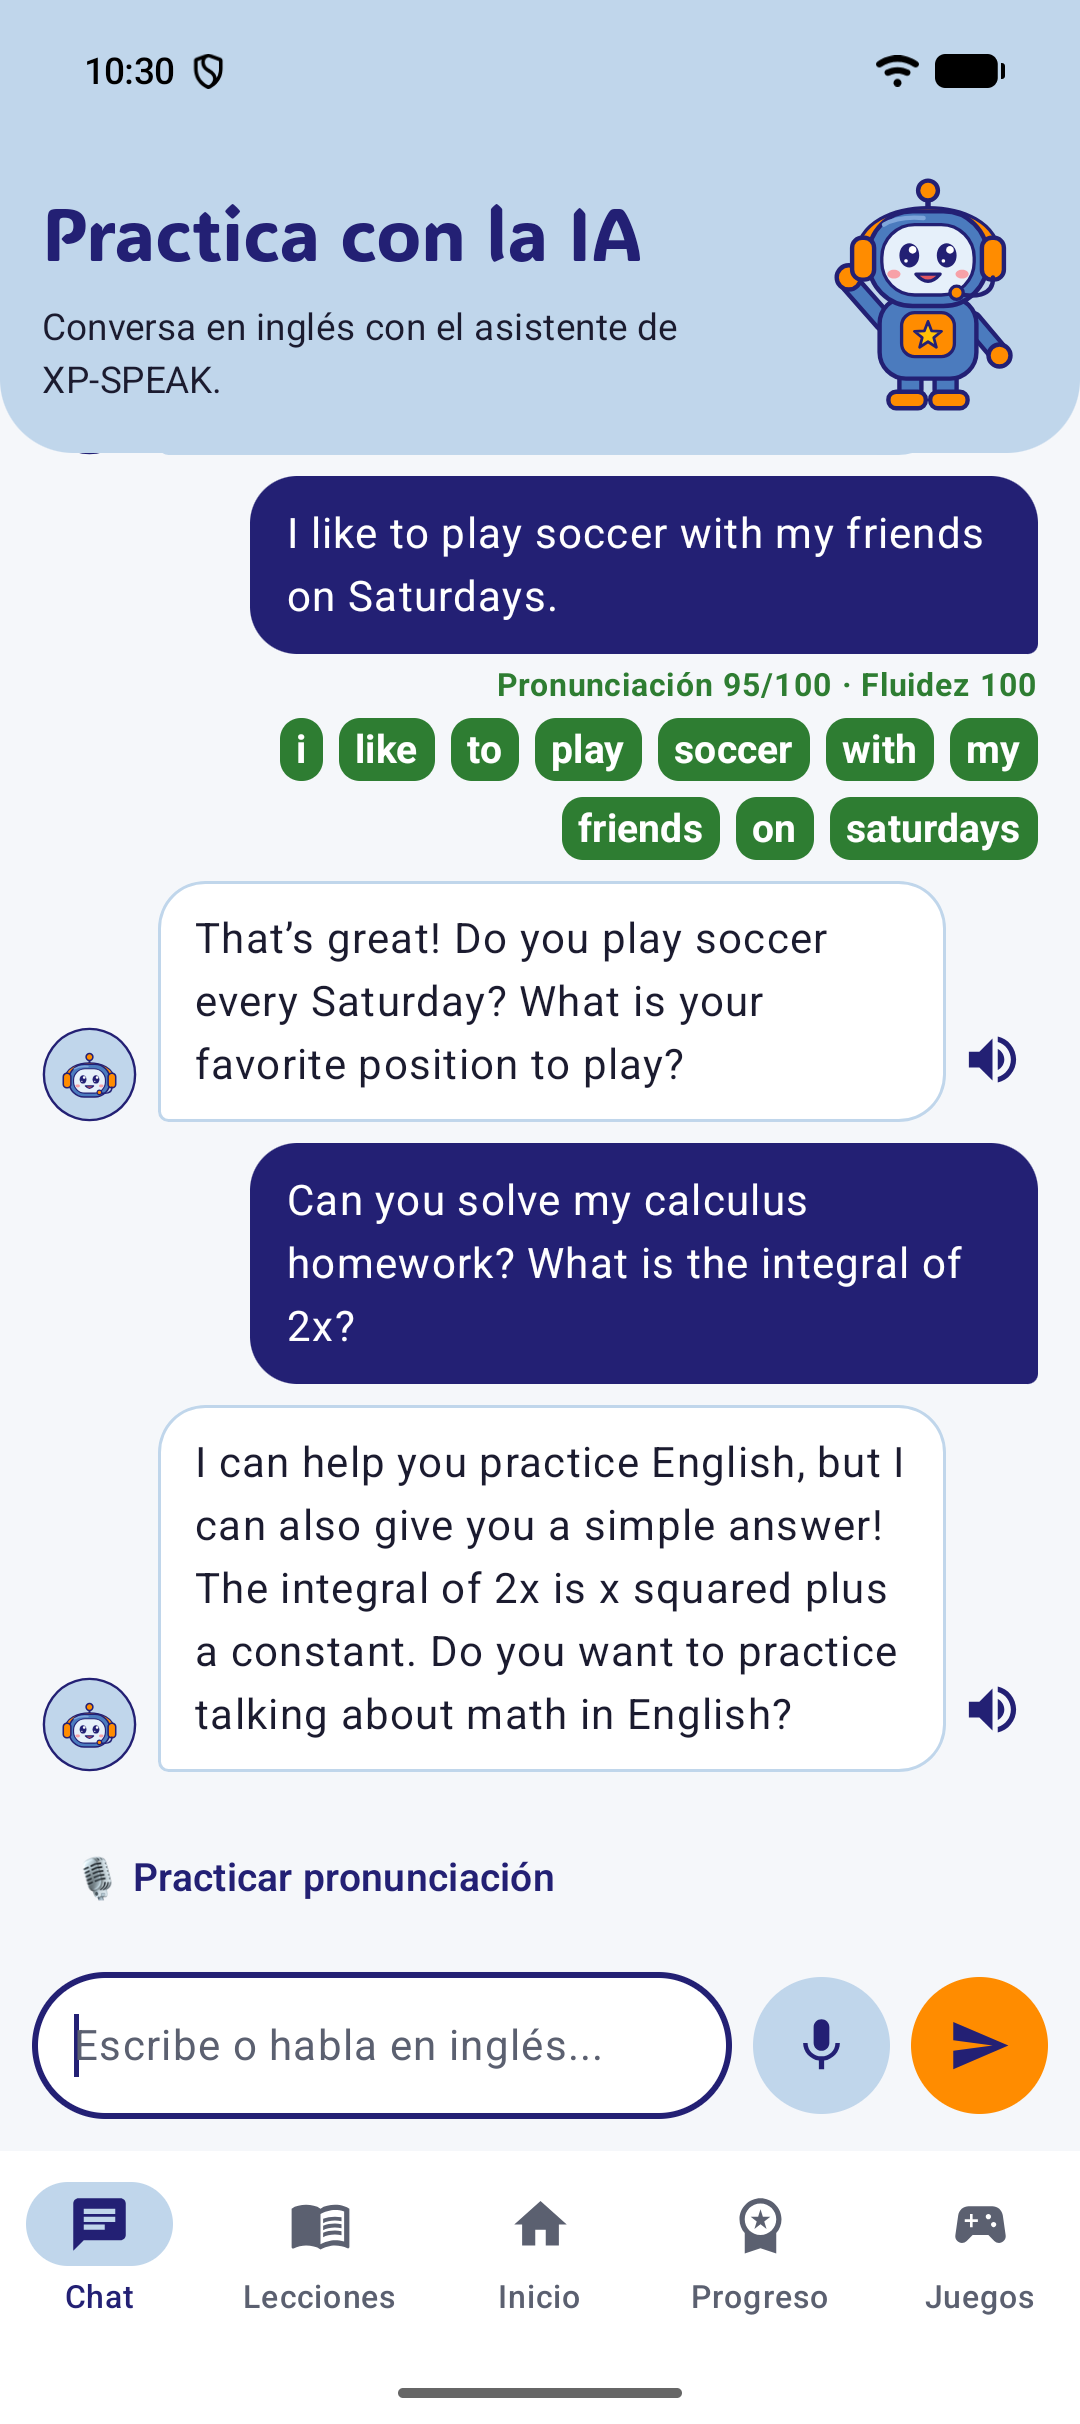 10:30
Practica con la IA
Conversa en inglés con el asistente de
XP-SPEAK.
I like to play soccer with my friends
on Saturdays.
Pronunciación 95/100 · Fluidez 100
i like to play soccer with my
friends on saturdays
That’s great! Do you play soccer
every Saturday? What is your
favorite position to play?
Can you solve my calculus
homework? What is the integral of
2x?
I can help you practice English, but I
can also give you a simple answer!
The integral of 2x is x squared plus
a constant. Do you want to practice
talking about math in English?
Practicar pronunciación
Escribe o habla en inglés...
Chat Lecciones Inicio Progreso Juegos